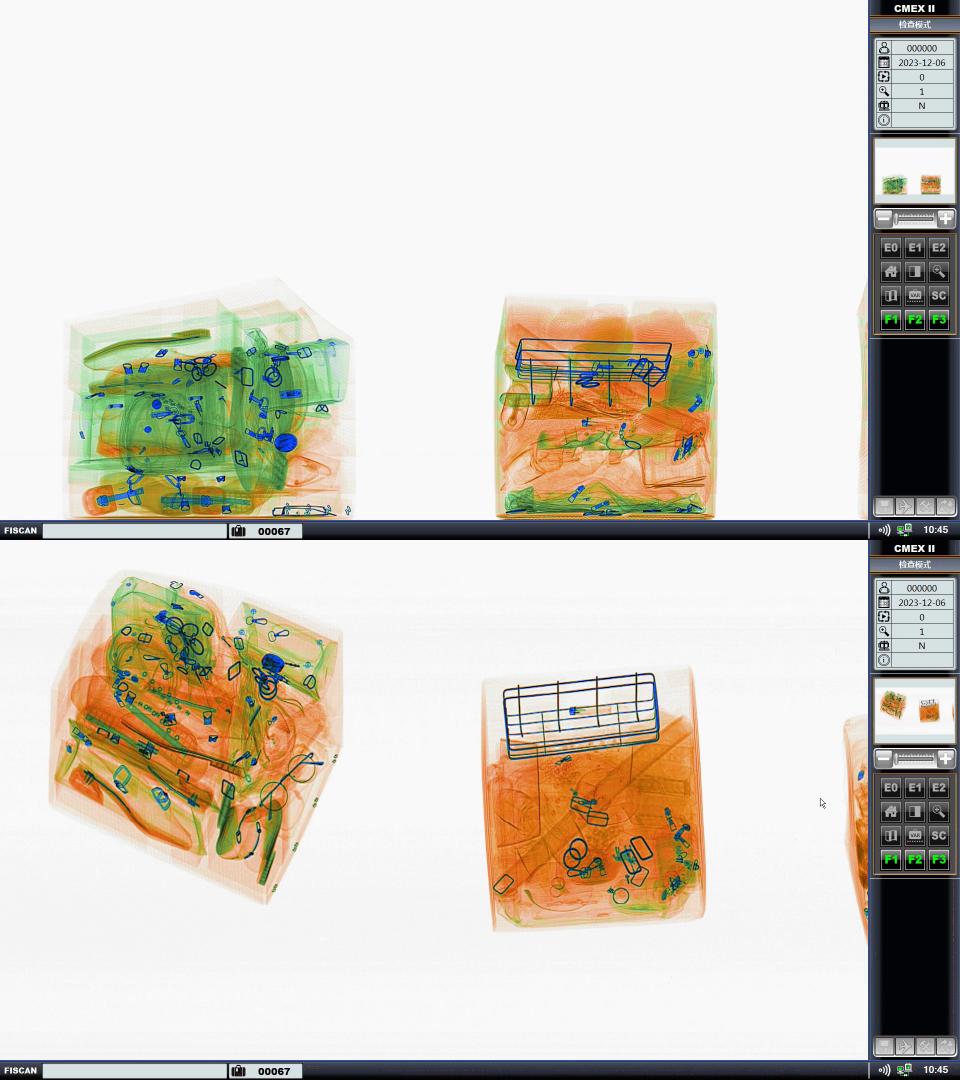 CMEX II
检查模式
000000
2023-12-06
0
1
N
E0 E1 E2
VAR SC
F1 F2 F3
FISCAN 00067 10:45
CMEX II
检查模式
000000
2023-12-06
0
1
N
E0 E1 E2
VAR SC
F1 F2 F3
FISCAN 00067 10:45